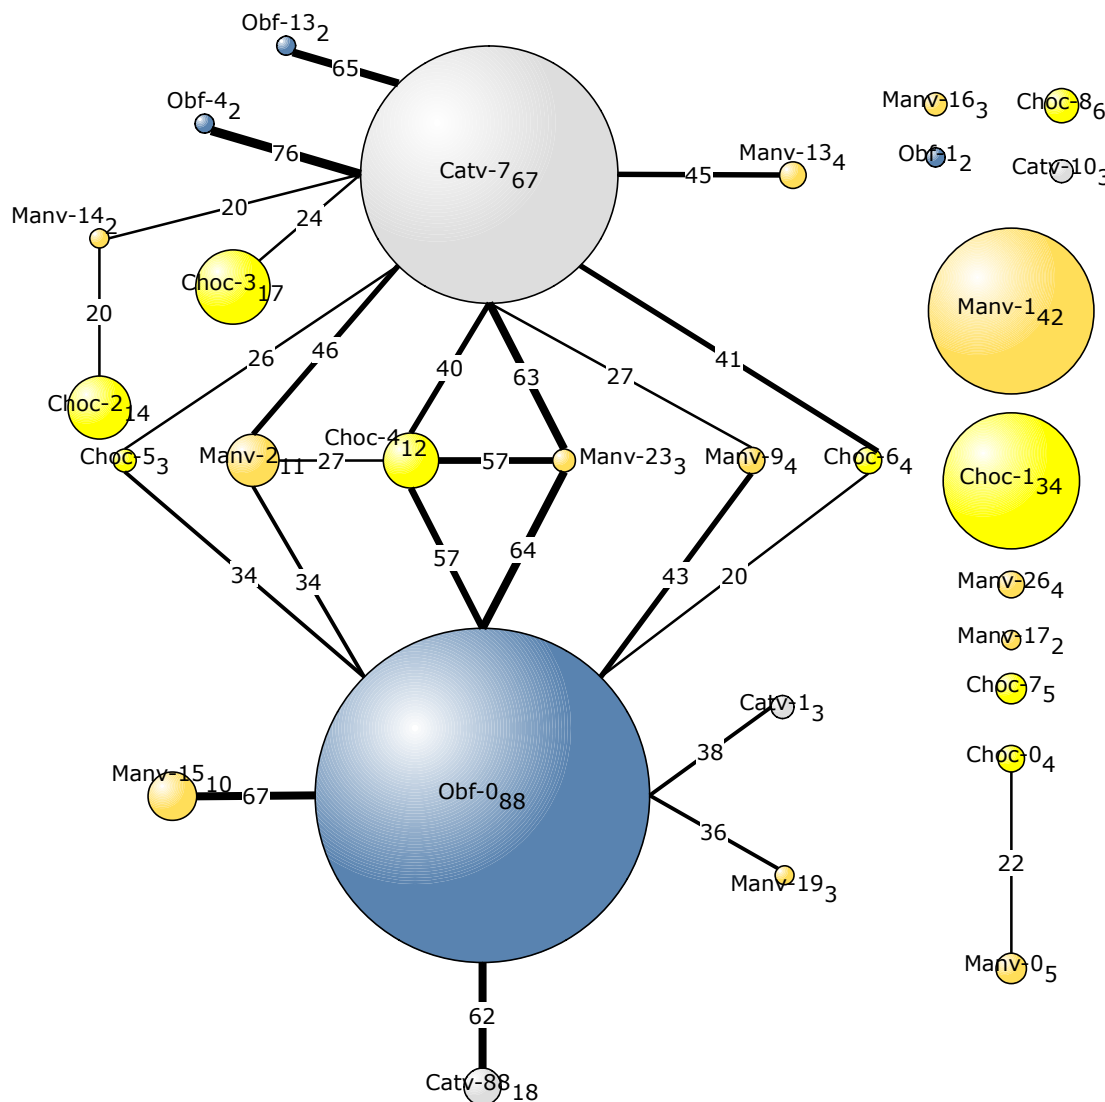 Obf-13 2
65
Obf-4 2
76
Catv-7 67
45
Manv-13 4
Manv-16 3
Choc-8 6
Obf-1 2
Catv-10 3
Manv-14 2
20
24
Choc-3 17
20
Choc-2 14
Manv-1 42
26
46
40
63
27
41
Choc-5 3
Manv-2 11
27
Choc-4 12
57
Manv-23 3
Manv-9 4
Choc-6 4
Choc-1 34
34
34
57
64
43
20
Manv-26 4
Manv-17 2
Choc-7 5
Catv-1 3
38
Choc-0 4
Manv-15 10
67
Obf-0 88
36
Manv-19 3
22
Manv-0 5
62
Catv-88 18